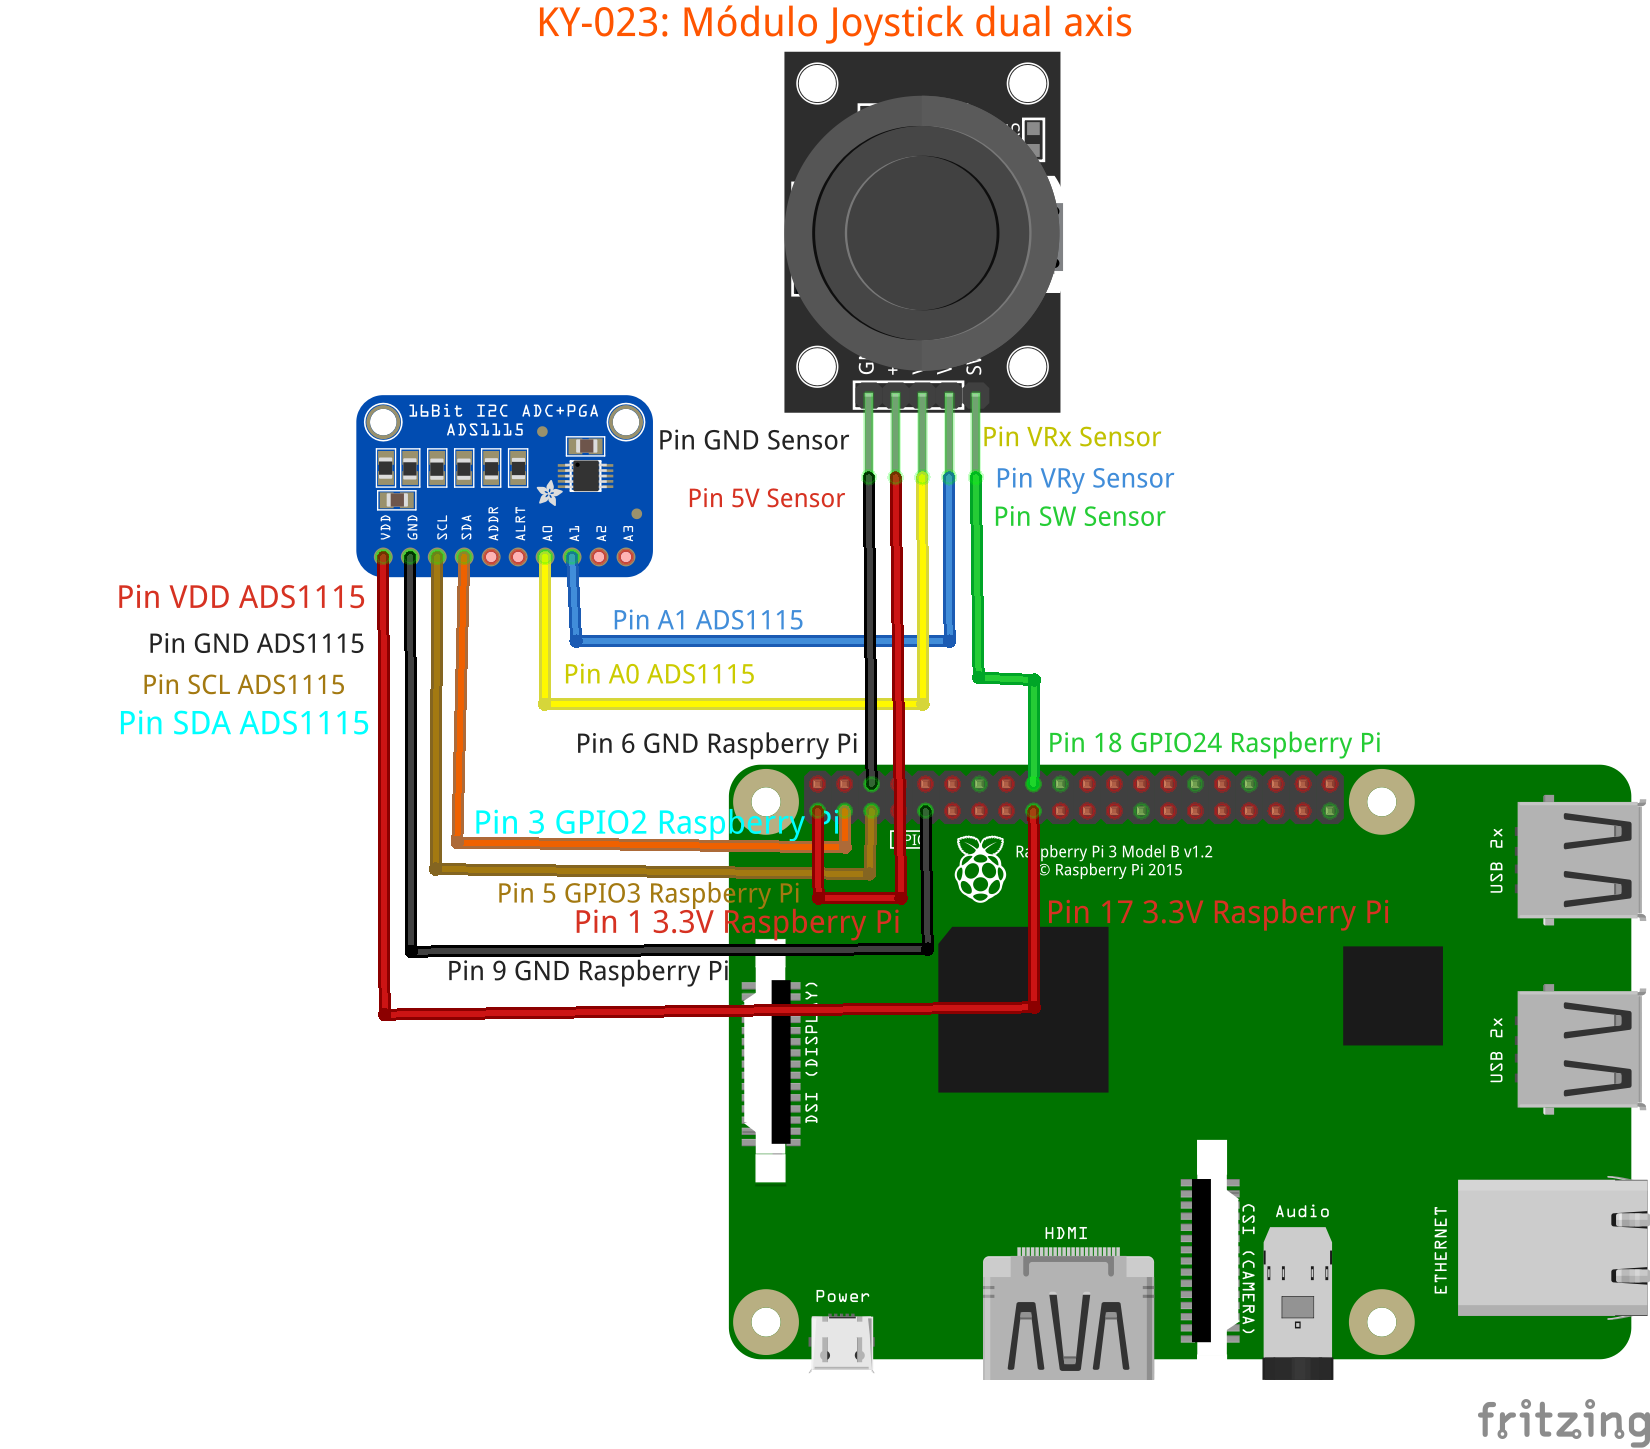 KY-023: Módulo Joystick dual axis
16Bit I2C ADC+PGA
ADS1115
VDD
GND
SCL
SDA
ADDR
ALRT
A0
A1
A2
A3
+
Pin GND Sensor
Pin 5V Sensor
Pin VRx Sensor
Pin VRy Sensor
Pin SW Sensor
Pin VDD ADS1115
Pin GND ADS1115
Pin SCL ADS1115
Pin SDA ADS1115
Pin A1 ADS1115
Pin A0 ADS1115
Pin 6 GND Raspberry Pi
Pin 18 GPIO24 Raspberry Pi
Pin 3 GPIO2 Raspberry Pi
Pin 5 GPIO3 Raspberry Pi
Pin 1 3.3V Raspberry Pi
Pin 9 GND Raspberry Pi
Pin 17 3.3V Raspberry Pi
GPIO
Raspberry Pi 3 Model B v1.2
© Raspberry Pi 2015
USB 2x
USB 2x
DSI (DISPLAY)
HDMI
CSI (CAMERA)
Audio
ETHERNET
Power
fritzing